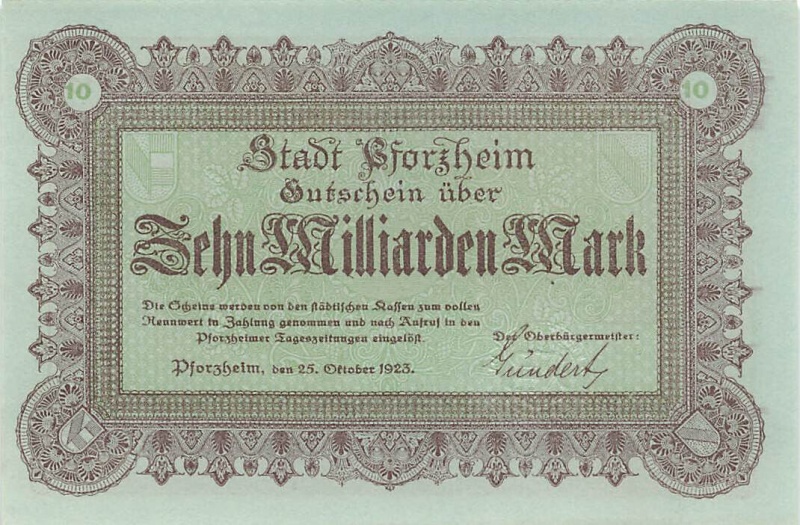 10
10
Stadt Pforzheim
Gutschein über
Zehn Milliarden Mark
Die Scheine werden von den städtischen Kassen zum vollen
Nennwert in Zahlung genommen und nach Aufruf in den
Pforzheimer Tageszeitungen eingelöst.
Der Oberbürgermeister:
Gündert
Pforzheim, den 25. Oktober 1923.